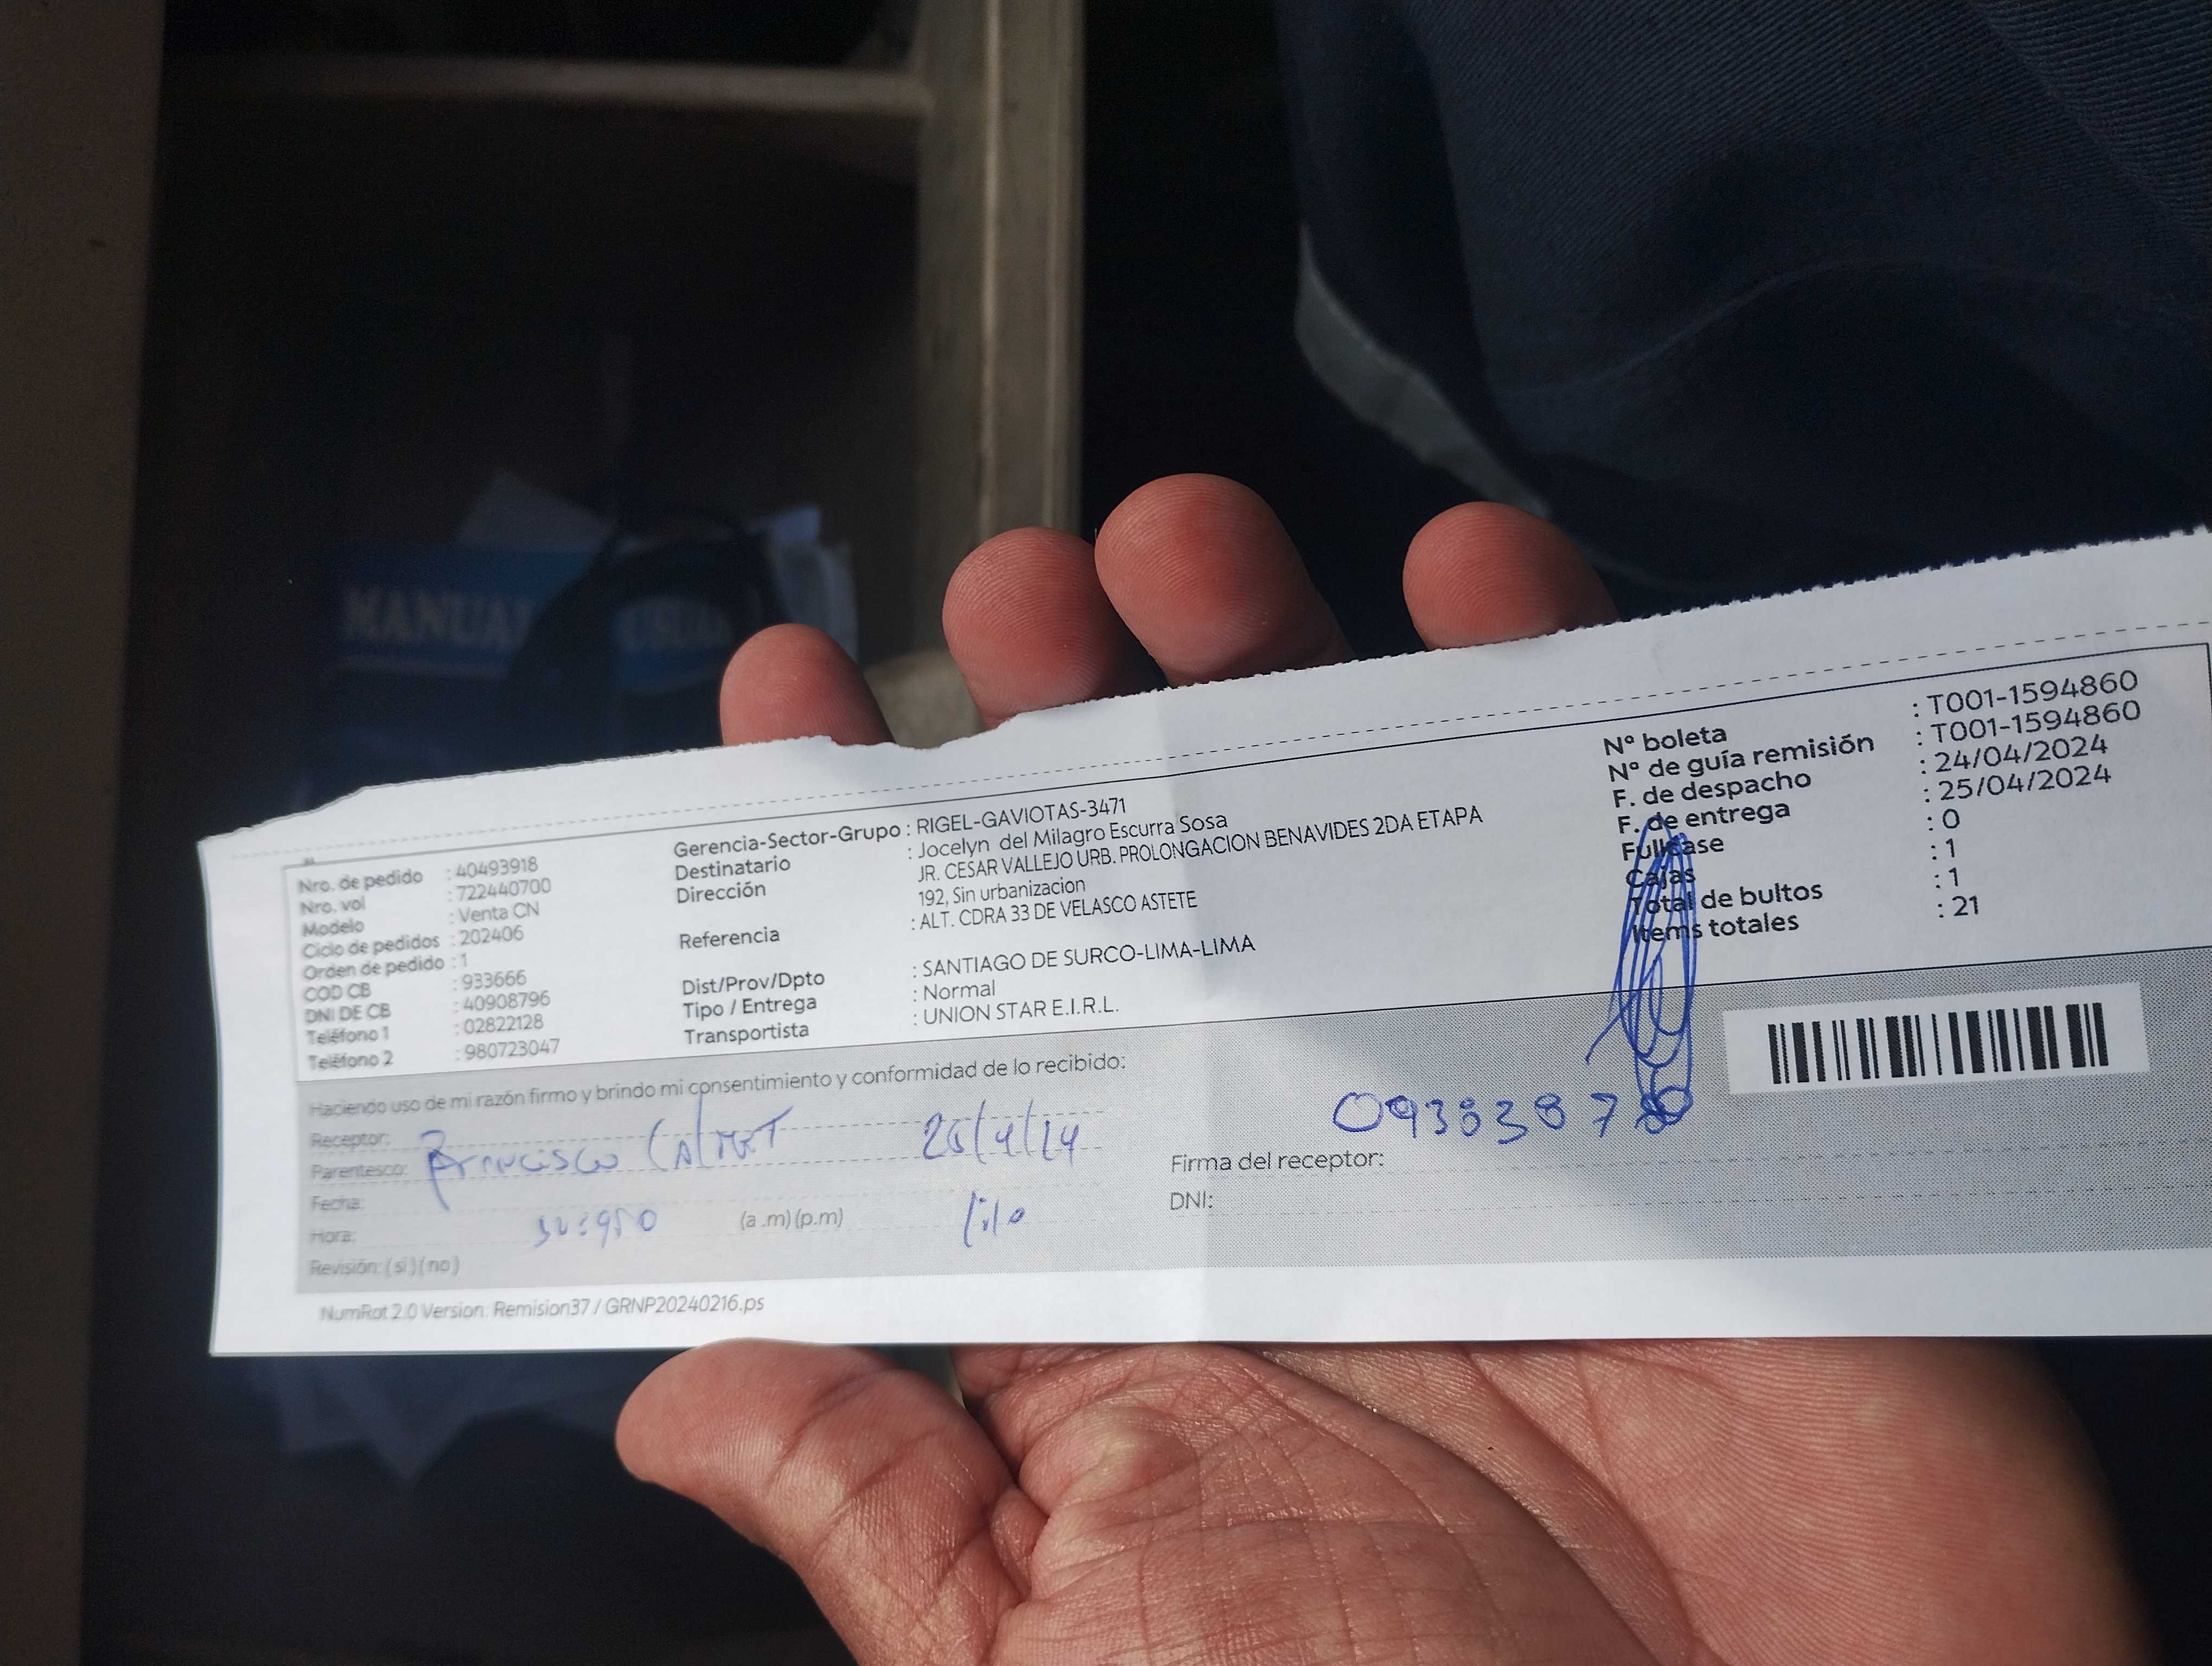 MANUAL
Nro. de pedido : 40493918
Nro. vol : 722440700
Modelo : Venta CN
Ciclo de pedidos : 202406
Orden de pedido : 1
COD CB : 933666
DNI DE CB : 40908796
Teléfono 1 : 02822128
Teléfono 2 : 980723047
Gerencia-Sector-Grupo : RIGEL-GAVIOTAS-3471
Destinatario : Jocelyn del Milagro Escurra Sosa
Dirección JR. CESAR VALLEJO URB. PROLONGACION BENAVIDES 2DA ETAPA
192, Sin urbanizacion
Referencia : ALT. CDRA 33 DE VELASCO ASTETE
Dist/Prov/Dpto : SANTIAGO DE SURCO-LIMA-LIMA
Tipo / Entrega : Normal
Transportista : UNION STAR E.I.R.L.
N° boleta : T001-1594860
N° de guía remisión : T001-1594860
F. de despacho : 24/04/2024
F. de entrega : 25/04/2024
Fullcase : 0
Cajas : 1
Total de bultos : 1
Items totales : 21
Haciendo uso de mi razón firmo y brindo mi consentimiento y conformidad de lo recibido:
Receptor:
Parentesco: Francisco
Fecha:
Hora: (a .m) (p.m)
Revisión: ( si ) ( no )
Firma del receptor:
DNI:
NumRot 2.0 Version: Remision37 / GRNP20240216.ps